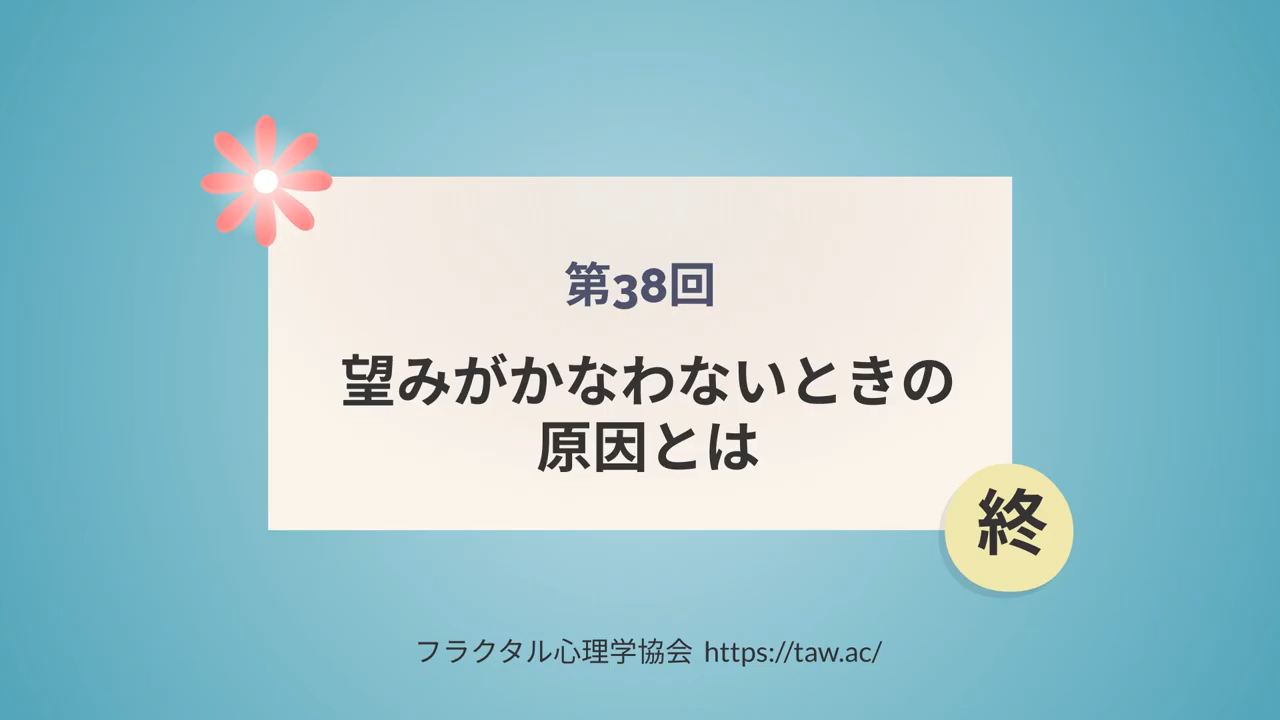 第38回
望みがかなわないときの
原因とは
終
フラクタル心理学協会 https://taw.ac/